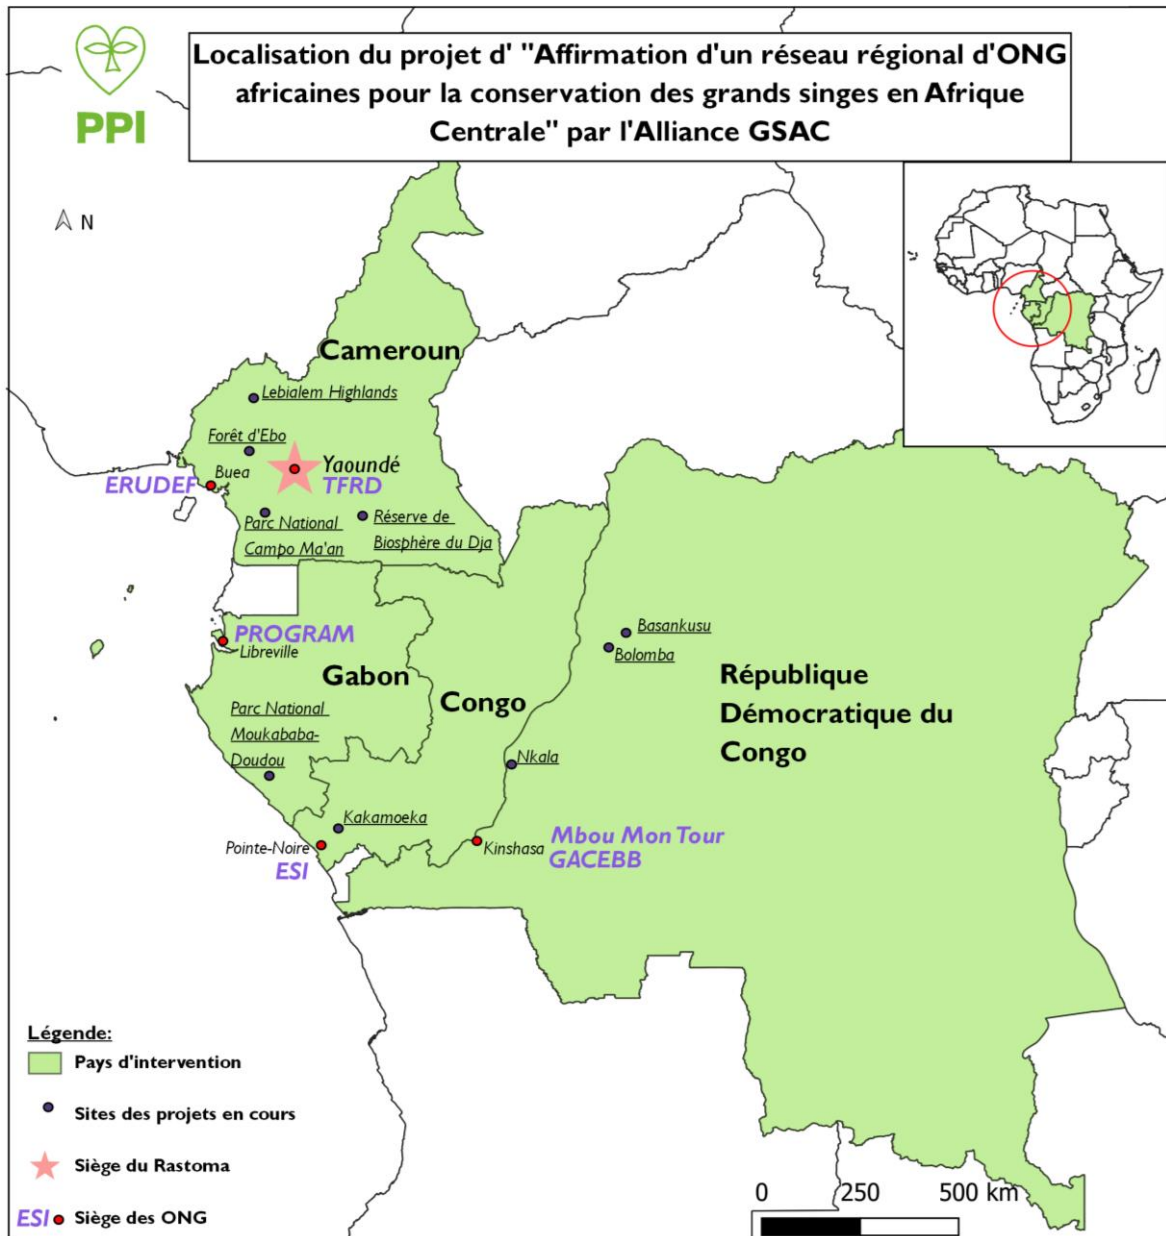 PPI
Localisation du projet d' "Affirmation d'un réseau régional d'ONG
africaines pour la conservation des grands singes en Afrique
Centrale" par l'Alliance GSAC
N
Cameroun
Lebialem Highlands
Forêt d'Ebo
Buea
Yaoundé
ERUDEF
TFRD
Parc National
Campo Ma'an
Réserve de
Biosphère du Dja
PROGRAM
Libreville
Gabon
Congo
Basankusu
Bolomba
République
Démocratique du
Congo
Parc National
Moukababa-
Doudou
Nkala
Kakamoeka
Pointe-Noire
ESI
Kinshasa
Mbou Mon Tour
GACEBB
Légende:
Pays d'intervention
Sites des projets en cours
Siège du Rastoma
ESI Siège des ONG
0 250 500 km